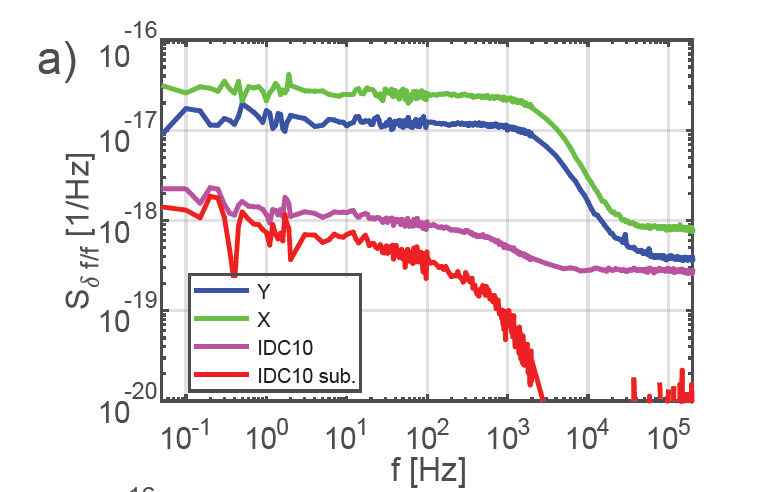 a)
10^-16
10^-17
10^-18
10^-19
10^-20
S_δ f/f [1/Hz]
Y
X
IDC10
IDC10 sub.
10^-1 10^0 10^1 10^2 10^3 10^4 10^5
f [Hz]